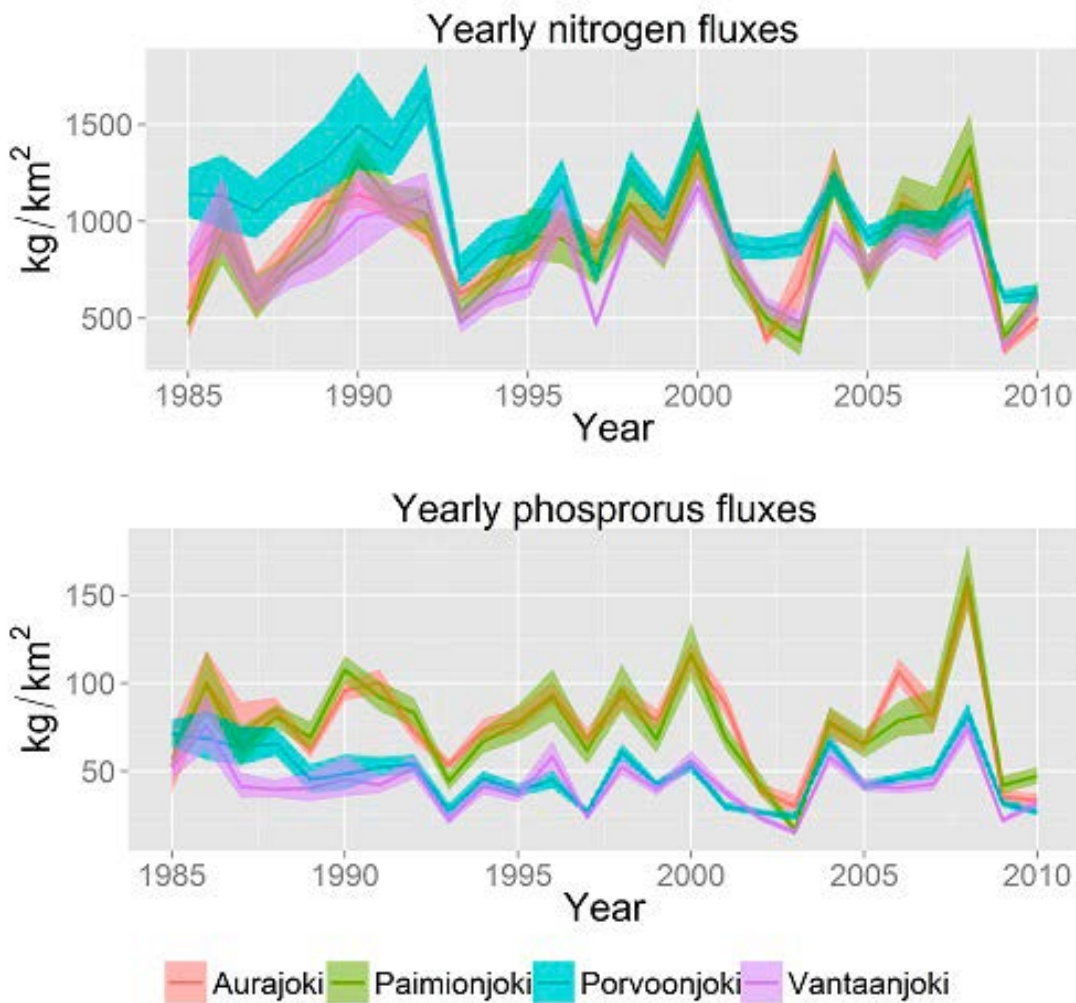 Yearly nitrogen fluxes
kg/km²
1500
1000
500
1985 1990 1995 2000 2005 2010
Year
Yearly phosprorus fluxes
kg/km²
150
100
50
1985 1990 1995 2000 2005 2010
Year
Aurajoki Paimionjoki Porvoonjoki Vantaanjoki